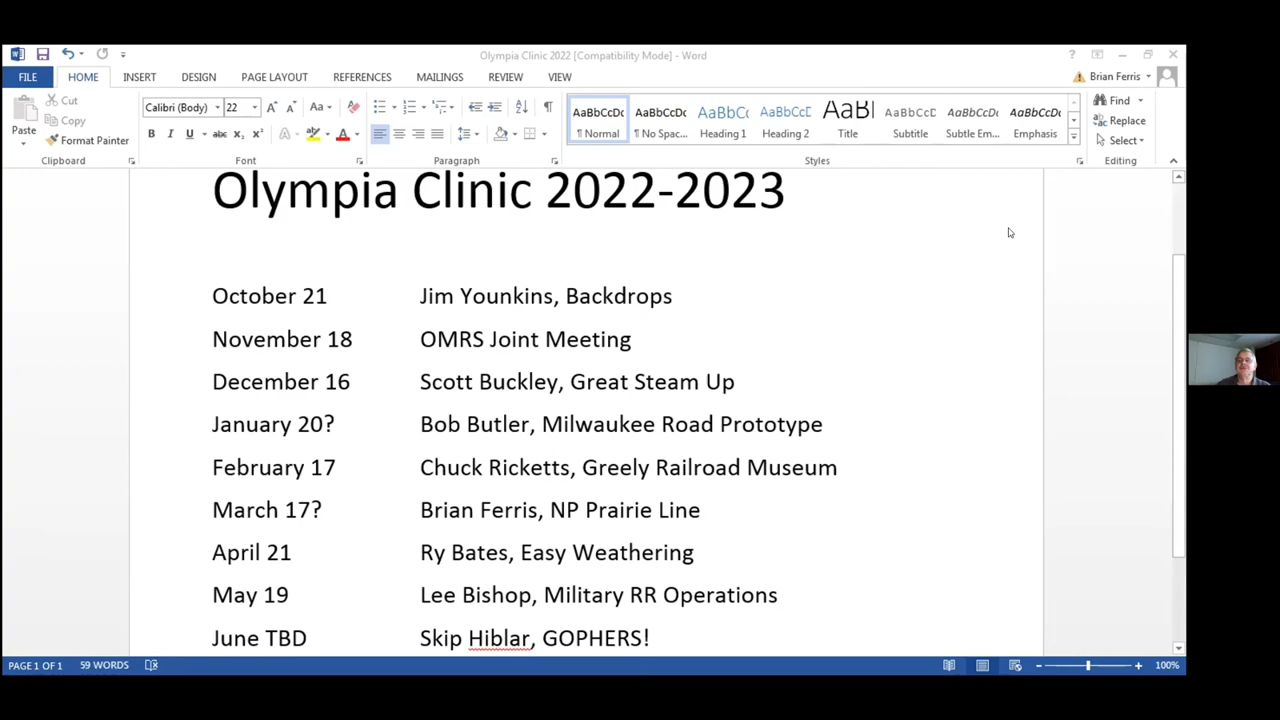 Olympia Clinic 2022 [Compatibility Mode] - Word
FILE HOME INSERT DESIGN PAGE LAYOUT REFERENCES MAILINGS REVIEW VIEW
Brian Ferris
Paste
Cut
Copy
Format Painter
Calibri (Body) 22
AaBbCcDc AaBbCcDc AaBbCc AaBbCcD AaBI AaBbCcD AaBbCcDc AaBbCcDc
¶ Normal ¶ No Spac... Heading 1 Heading 2 Title Subtitle Subtle Em... Emphasis
Find
Replace
Select
Clipboard Font Paragraph Styles Editing
Olympia Clinic 2022-2023
October 21 Jim Younkins, Backdrops
November 18 OMRS Joint Meeting
December 16 Scott Buckley, Great Steam Up
January 20? Bob Butler, Milwaukee Road Prototype
February 17 Chuck Ricketts, Greely Railroad Museum
March 17? Brian Ferris, NP Prairie Line
April 21 Ry Bates, Easy Weathering
May 19 Lee Bishop, Military RR Operations
June TBD Skip Hiblar, GOPHERS!
PAGE 1 OF 1 59 WORDS 100%